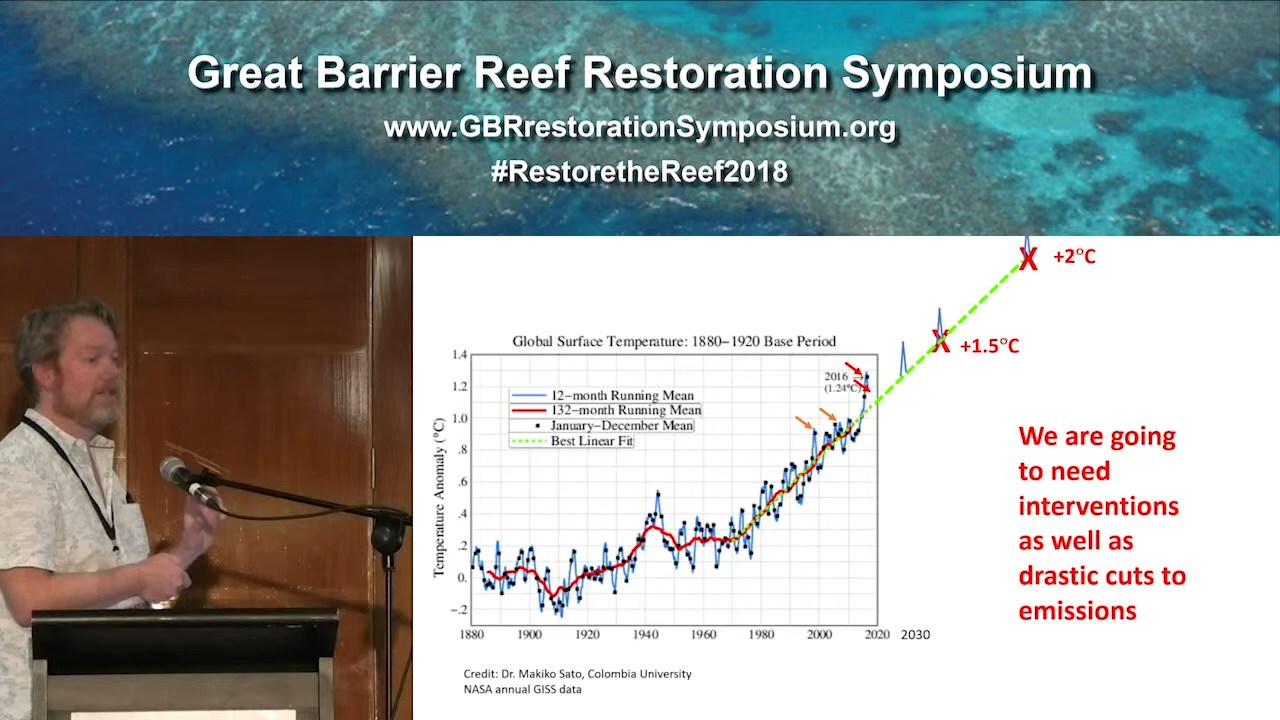 Great Barrier Reef Restoration Symposium
www.GBRrestorationSymposium.org
#RestoretheReef2018
+2°C
+1.5°C
Global Surface Temperature: 1880−1920 Base Period
1.4
1.2
1.0
.8
.6
.4
.2
0.
−.2
Temperature Anomaly (°C)
2016
(1.24°C)
12−month Running Mean
132−month Running Mean
January−December Mean
Best Linear Fit
1880
1900
1920
1940
1960
1980
2000
2020
2030
X
X
We are going
to need
interventions
as well as
drastic cuts to
emissions
Credit: Dr. Makiko Sato, Colombia University
NASA annual GISS data